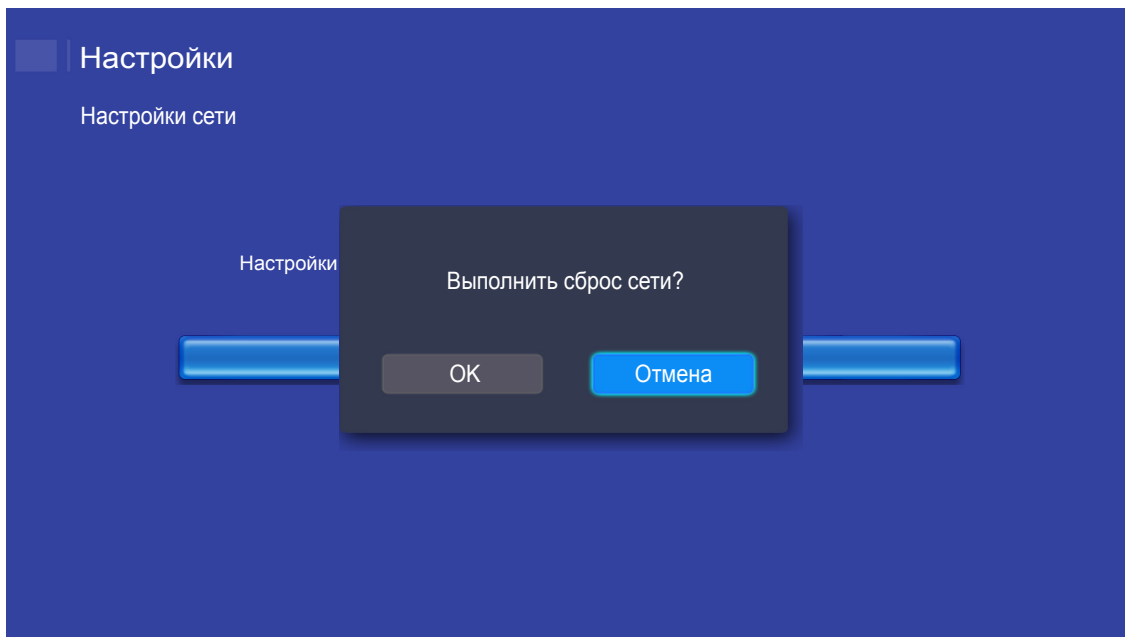 Настройки
Настройки сети
Настройки
Выполнить сброс сети?
OK
Отмена